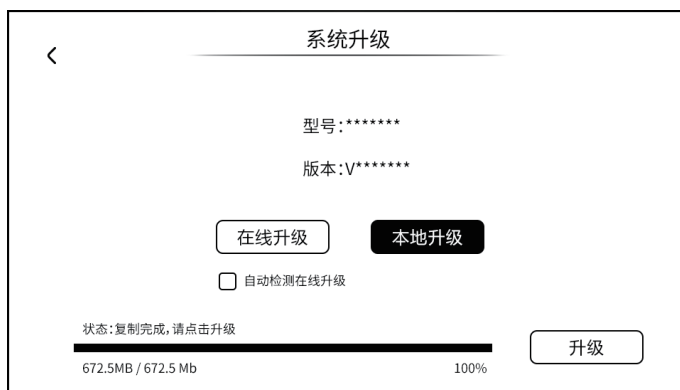 系统升级
型号:*******
版本:V*******
在线升级 本地升级
自动检测在线升级
状态:复制完成,请点击升级
升级
672.5MB / 672.5 Mb 100%